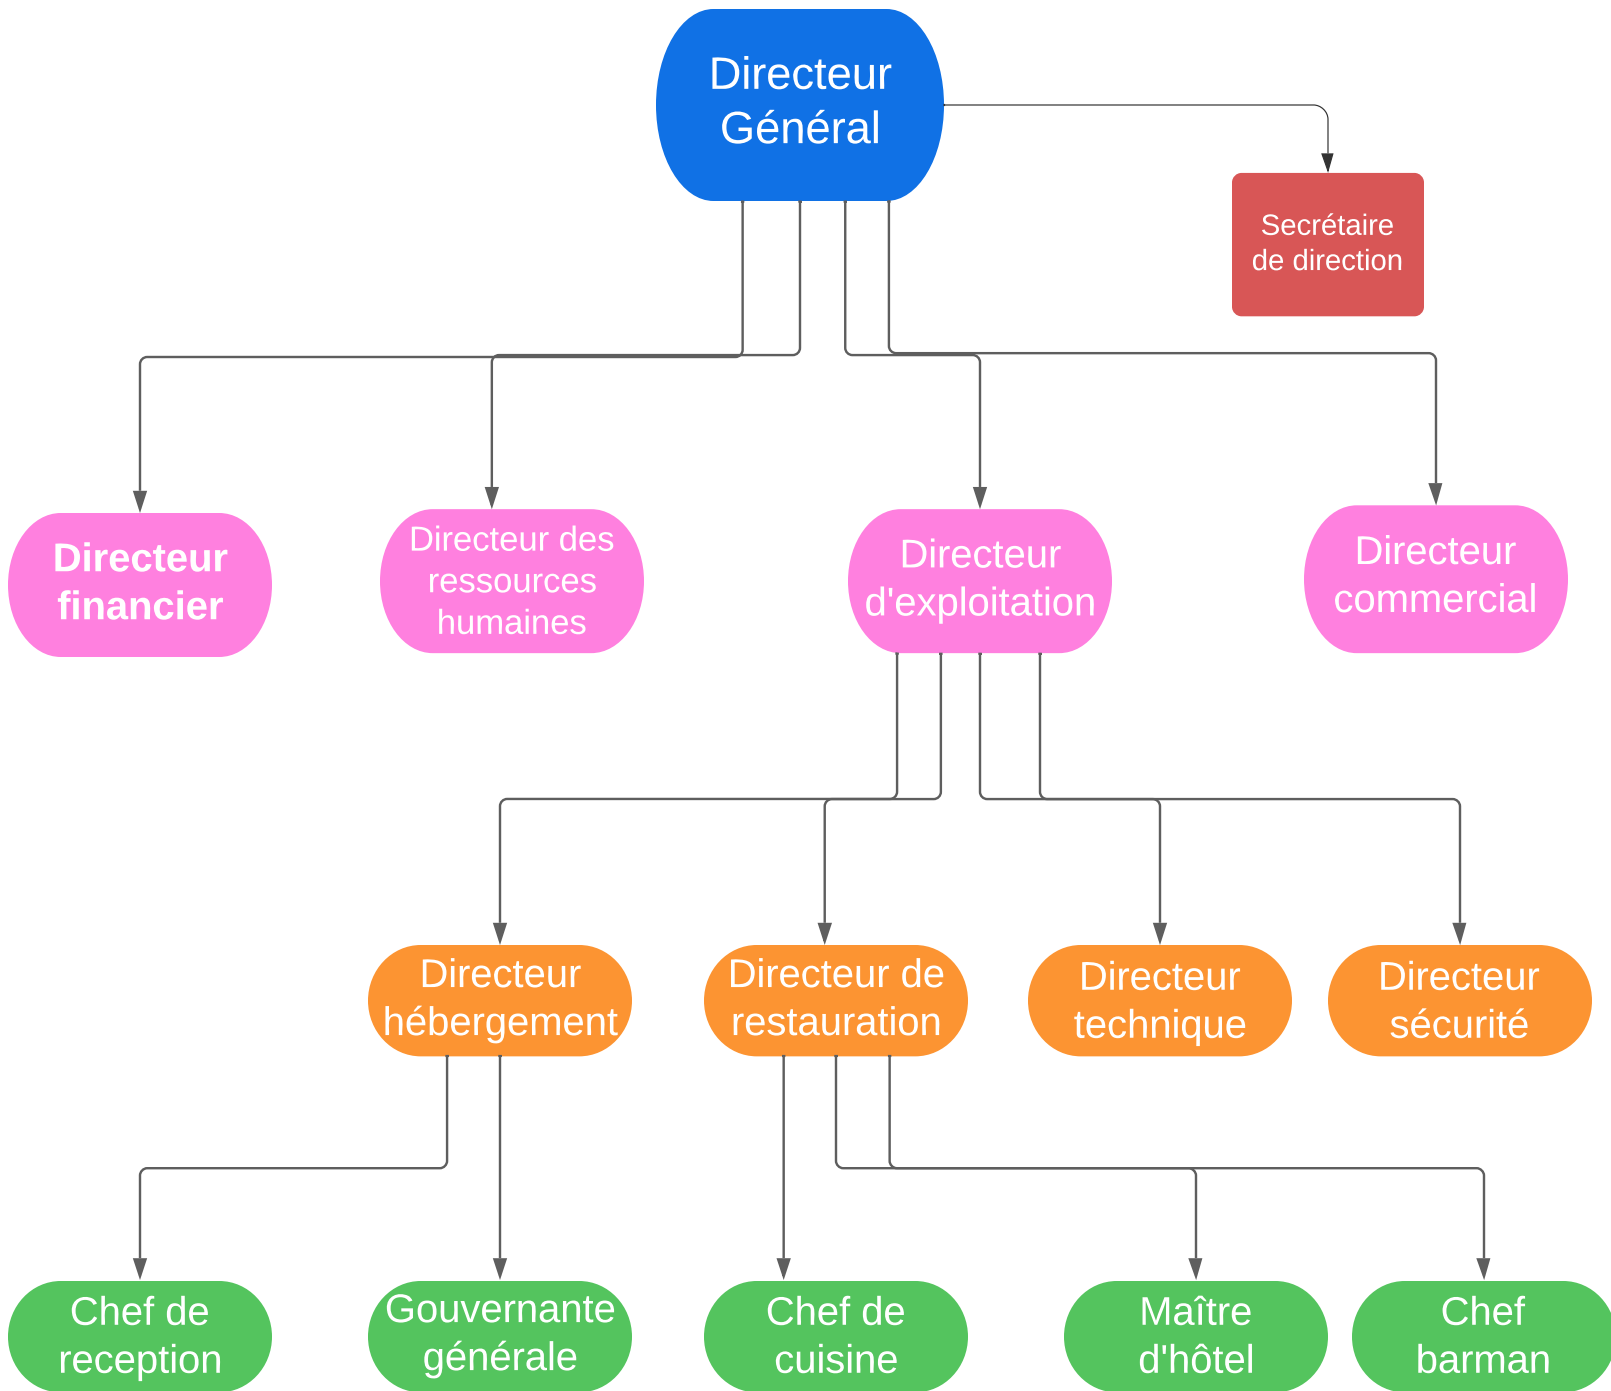 Directeur
Général
Secrétaire
de direction
Directeur
financier
Directeur des
ressources
humaines
Directeur
d'exploitation
Directeur
commercial
Directeur
hébergement
Directeur de
restauration
Directeur
technique
Directeur
sécurité
Chef de
reception
Gouvernante
générale
Chef de
cuisine
Maître
d'hôtel
Chef
barman